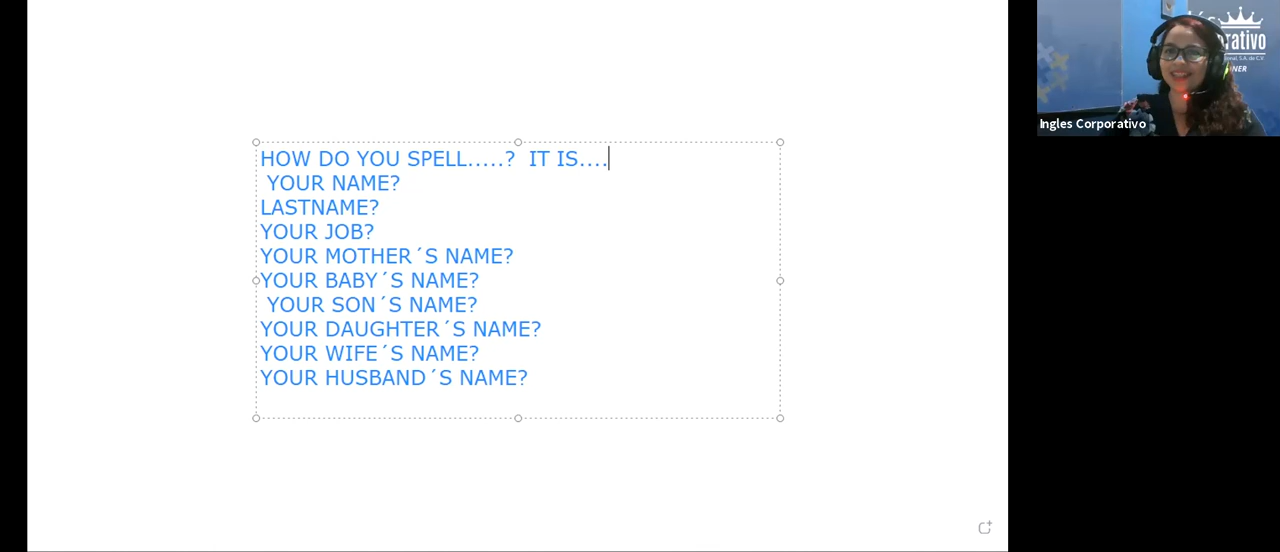 HOW DO YOU SPELL.....?  IT IS....
YOUR NAME?
LASTNAME?
YOUR JOB?
YOUR MOTHER´S NAME?
YOUR BABY´S NAME?
YOUR SON´S NAME?
YOUR DAUGHTER´S NAME?
YOUR WIFE´S NAME?
YOUR HUSBAND´S NAME?
Ingles Corporativo